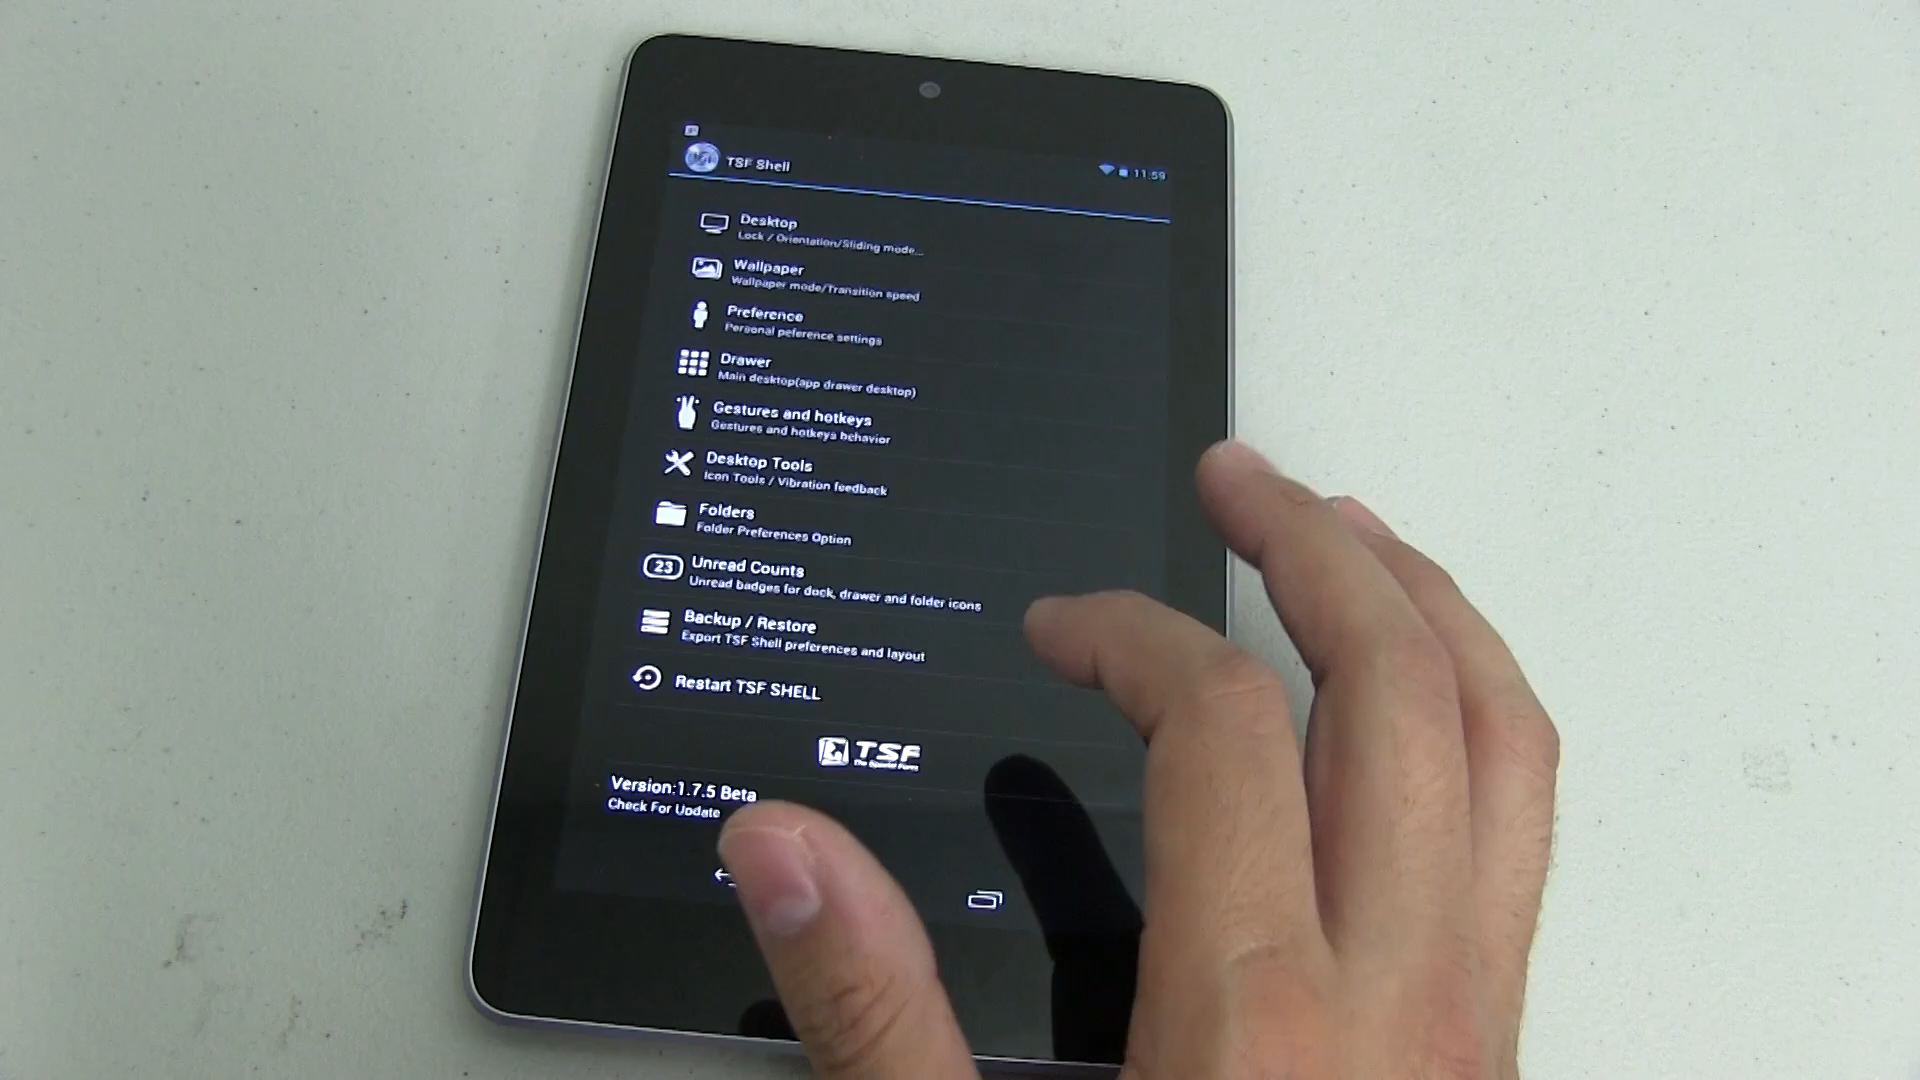 TSF Shell
11:59
Desktop
Lock / Orientation/Sliding mode...
Wallpaper
Wallpaper mode/Transition speed
Preference
Personal peference settings
Drawer
Main desktop(app drawer desktop)
Gestures and hotkeys
Gestures and hotkeys behavior
Desktop Tools
Icon Tools / Vibration feedback
Folders
Folder Preferences Option
23
Unread Counts
Unread badges for dock, drawer and folder icons
Backup / Restore
Export TSF Shell preferences and layout
Restart TSF SHELL
TSF
Version:1.7.5 Beta
Check For Update